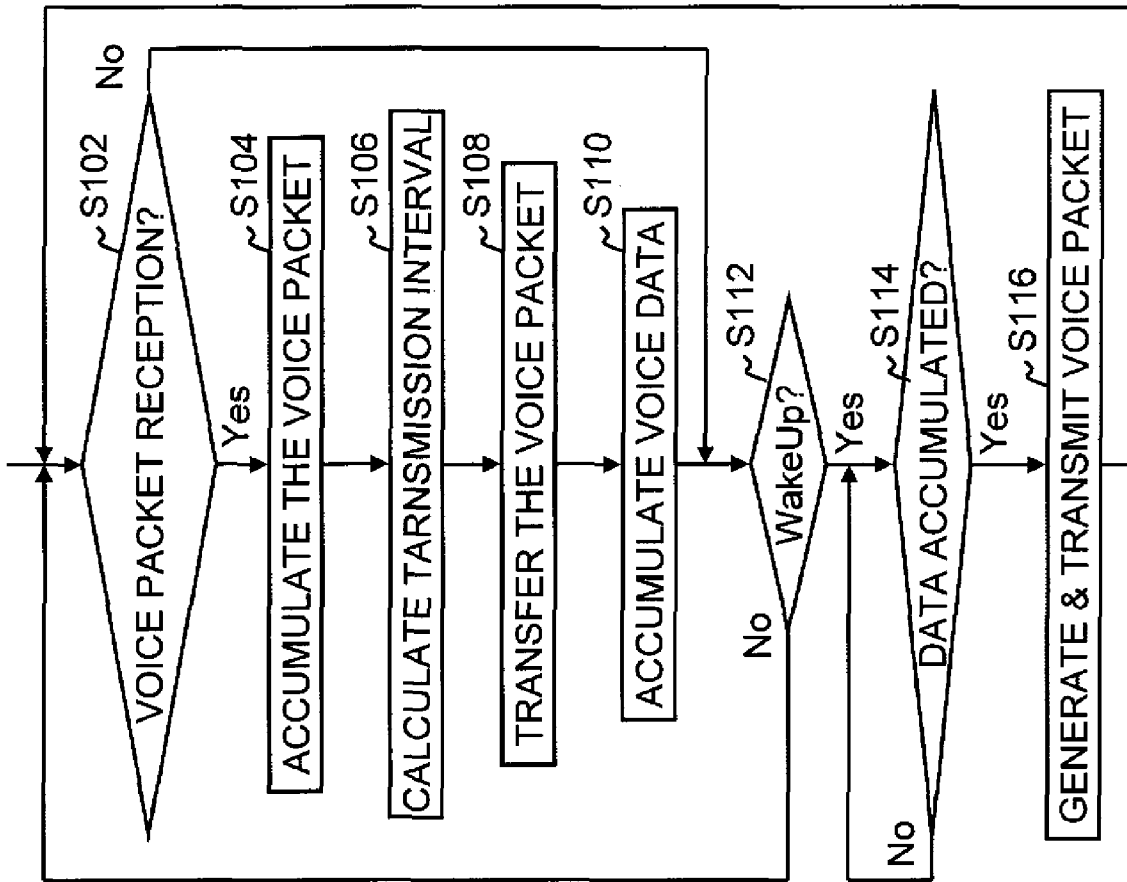 VOICE PACKET RECEPTION?
S102
No
Yes
ACCUMULATE THE VOICE PACKET
S104
CALCULATE TARNSMISSION INTERVAL
S106
TRANSFER THE VOICE PACKET
S108
ACCUMULATE VOICE DATA
S110
WakeUp?
S112
No
Yes
DATA ACCUMULATED?
S114
No
Yes
GENERATE & TRANSMIT VOICE PACKET
S116